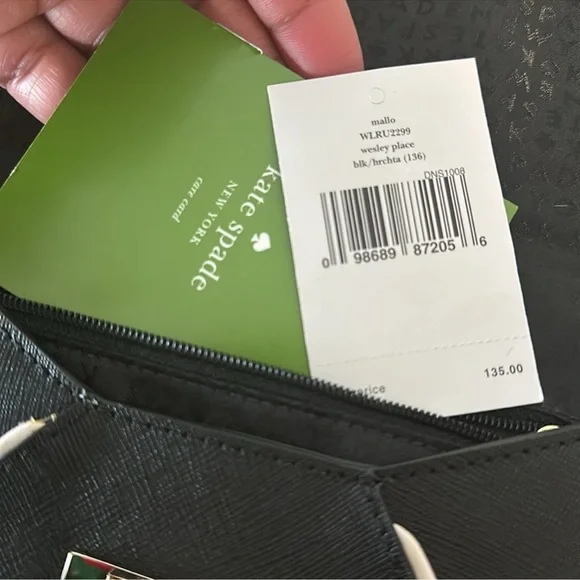 kate spade
NEW YORK
care card
mallo
WLRU2299
wesley place
blk/hrchta (136)
DNS1008
0 98689 87205 6
135.00